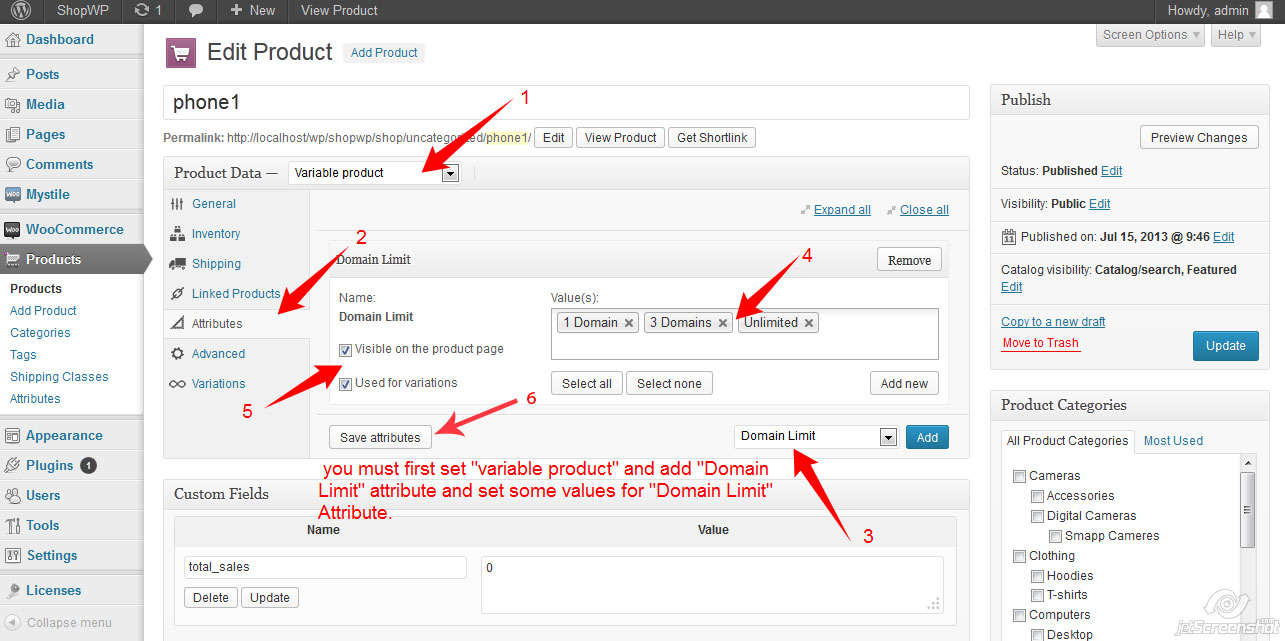 ShopWP 1 New View Product Howdy, admin
Screen Options Help
Dashboard
Posts
Media
Pages
Comments
Mystile
WooCommerce
Products
Products
Add Product
Categories
Tags
Shipping Classes
Attributes
Appearance
Plugins 1
Users
Tools
Settings
Licenses
Collapse menu
Edit Product Add Product
phone1
1
Permalink: http://localhost/wp/shopwp/shop/uncategorized/phone1/ Edit View Product Get Shortlink
Product Data — Variable product
General
Inventory
Shipping
Linked Products
Attributes
Advanced
Variations
2
Expand all Close all
Domain Limit Remove
4
Name: Value(s):
Domain Limit
1 Domain 3 Domains Unlimited
Visible on the product page
Used for variations
5
Select all Select none Add new
6
Save attributes Domain Limit Add
3
you must first set "variable product" and add "Domain
Limit" attribute and set some values for "Domain Limit"
Attribute.
Custom Fields
Name Value
total_sales 0
Delete Update
Publish
Preview Changes
Status: Published Edit
Visibility: Public Edit
11 Published on: Jul 15, 2013 @ 9:46 Edit
Catalog visibility: Catalog/search, Featured
Edit
Copy to a new draft
Move to Trash
Update
Product Categories
All Product Categories Most Used
Cameras
Accessories
Digital Cameras
Smapp Cameres
Clothing
Hoodies
T-shirts
Computers
Desktop
jetScreenshot